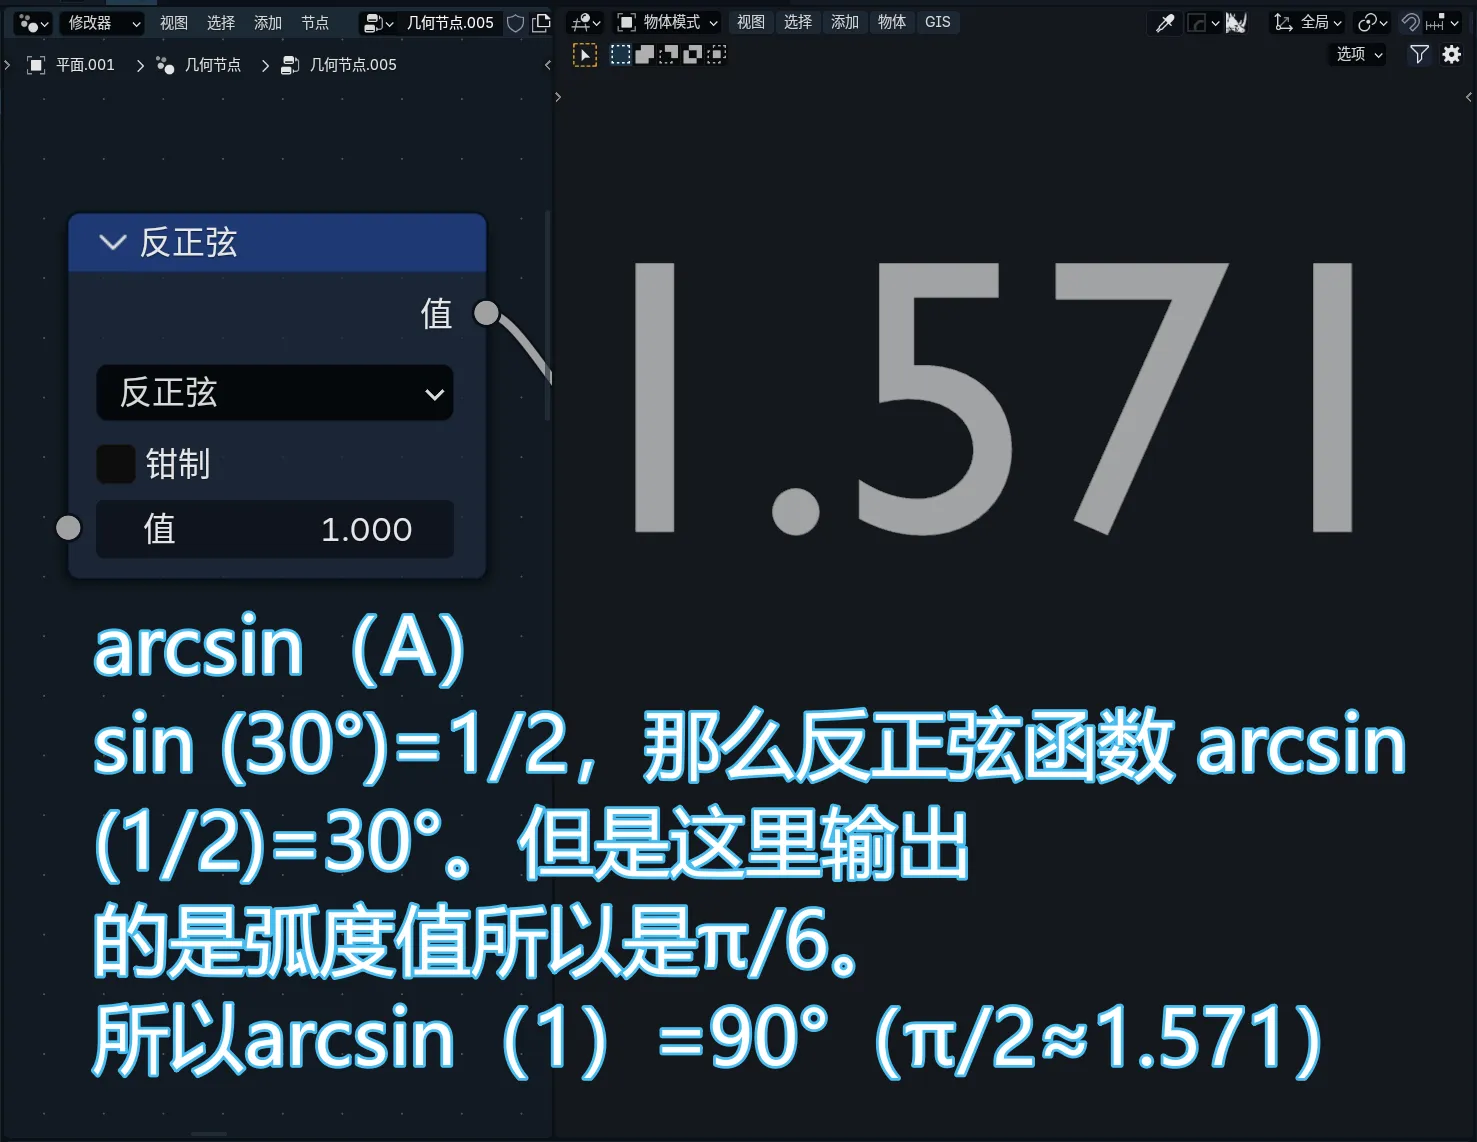 修改器 视图 选择 添加 节点 几何节点.005
平面.001 几何节点 几何节点.005
物体模式 视图 选择 添加 物体 GIS 全局
选项
反正弦
值
反正弦
钳制
值 1.000
1.571
arcsin（A）
sin (30°)=1/2，那么反正弦函数 arcsin
(1/2)=30°。但是这里输出
的是弧度值所以是π/6。
所以arcsin（1）=90°（π/2≈1.571）